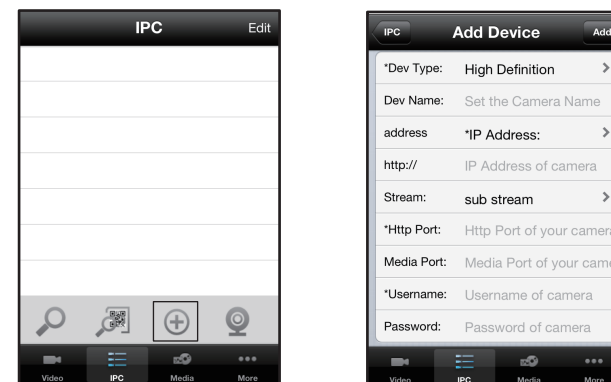 IPC Edit
Video IPC Media More
IPC Add Device Add
*Dev Type: High Definition
Dev Name: Set the Camera Name
address *IP Address:
http:// IP Address of camera
Stream: sub stream
*Http Port: Http Port of your camera
Media Port: Media Port of your came
*Username: Username of camera
Password: Password of camera
Video IPC Media More